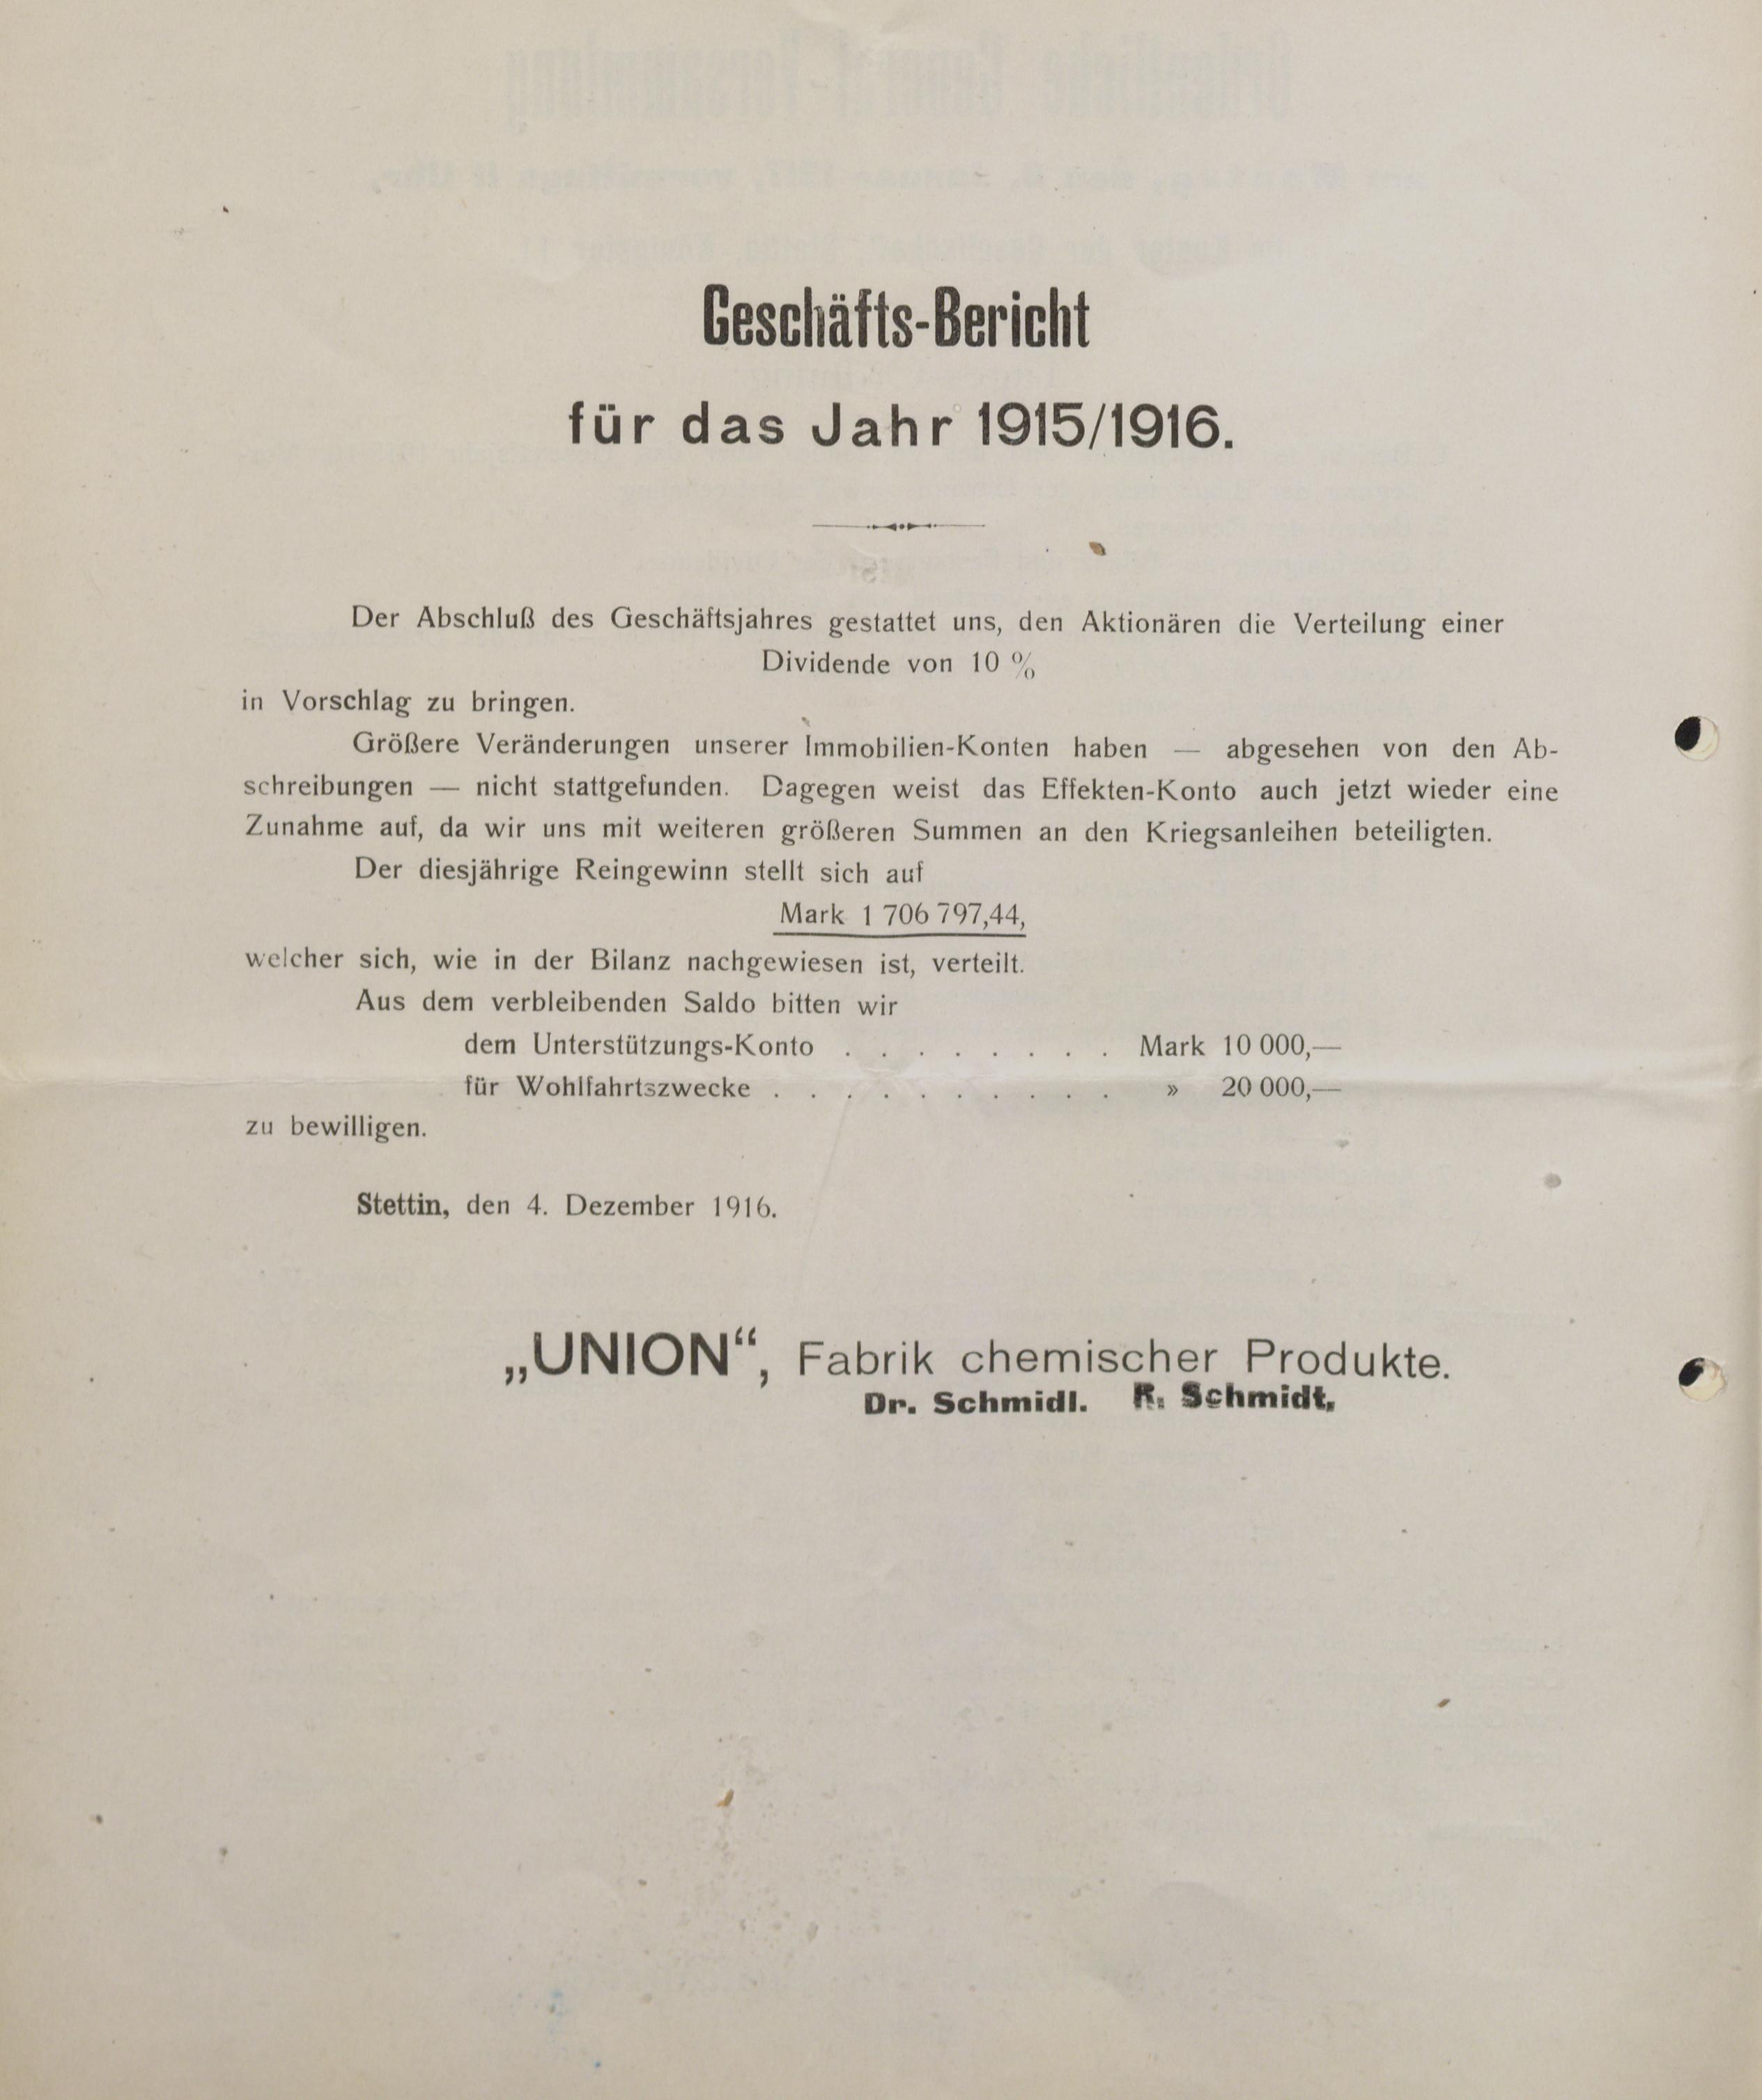 Geschäfts-Bericht
für das Jahr 1915/1916.
Der Abschluß des Geschäftsjahres gestattet uns, den Aktionären die Verteilung einer
Dividende von 10 %
in Vorschlag zu bringen.
Größere Veränderungen unserer Immobilien-Konten haben — abgesehen von den Ab-
schreibungen — nicht stattgefunden. Dagegen weist das Effekten-Konto auch jetzt wieder eine
Zunahme auf, da wir uns mit weiteren größeren Summen an den Kriegsanleihen beteiligten.
Der diesjährige Reingewinn stellt sich auf
Mark 1 706 797,44,
welcher sich, wie in der Bilanz nachgewiesen ist, verteilt.
Aus dem verbleibenden Saldo bitten wir
dem Unterstützungs-Konto . . . . . . . . Mark 10 000,—
für Wohlfahrtszwecke . . . . . . . . . . » 20 000,—
zu bewilligen.
Stettin, den 4. Dezember 1916.
„UNION“, Fabrik chemischer Produkte.
Dr. Schmidl. R. Schmidt,